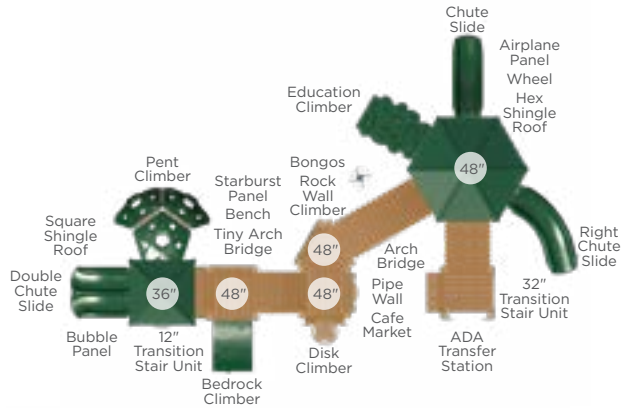 Chute
Slide
Airplane
Panel
Wheel
Hex
Shingle
Roof
Education
Climber
48"
Pent
Climber
Bongos
Rock
Wall
Climber
Starburst
Panel
Bench
Tiny Arch
Bridge
Square
Shingle
Roof
48"
Arch
Bridge
Right
Chute
Slide
Double
Chute
Slide
36"
48"
48"
Pipe
Wall
Cafe
Market
32"
Transition
Stair Unit
Bubble
Panel
12"
Transition
Stair Unit
Bedrock
Climber
Disk
Climber
ADA
Transfer
Station